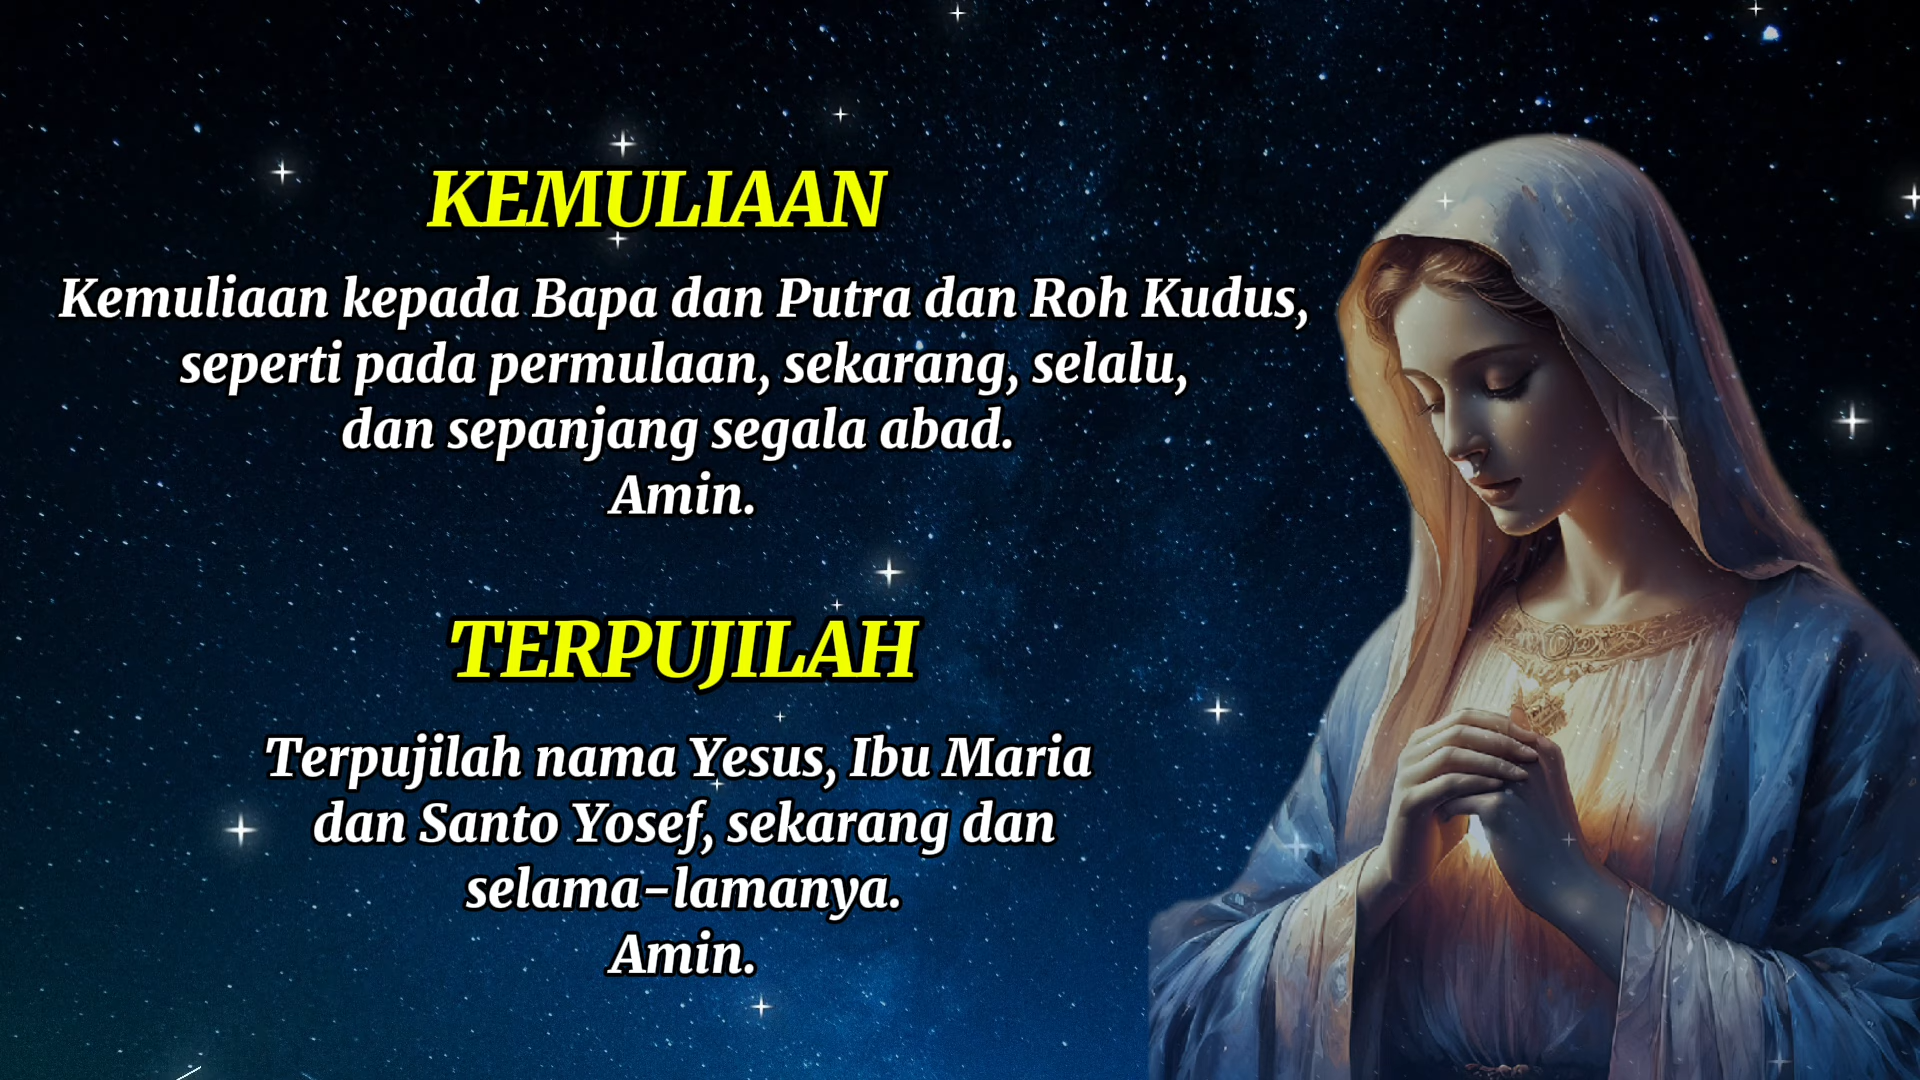 KEMULIAAN
Kemuliaan kepada Bapa dan Putra dan Roh Kudus,
seperti pada permulaan, sekarang, selalu,
dan sepanjang segala abad.
Amin.
TERPUJILAH
Terpujilah nama Yesus, Ibu Maria
dan Santo Yosef, sekarang dan
selama-lamanya.
Amin.